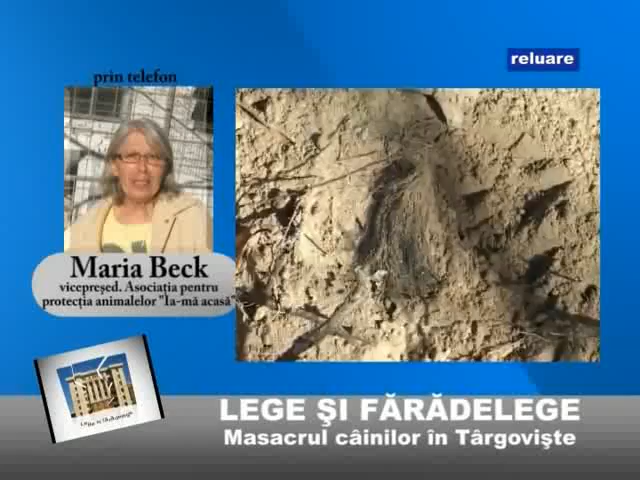 reluare
prin telefon
Maria Beck
vicepreşed. Asociaţia pentru
protecţia animalelor "Ia-mă acasă"
LEGE ŞI FĂRĂDELEGE
Masacrul câinilor în Târgovişte